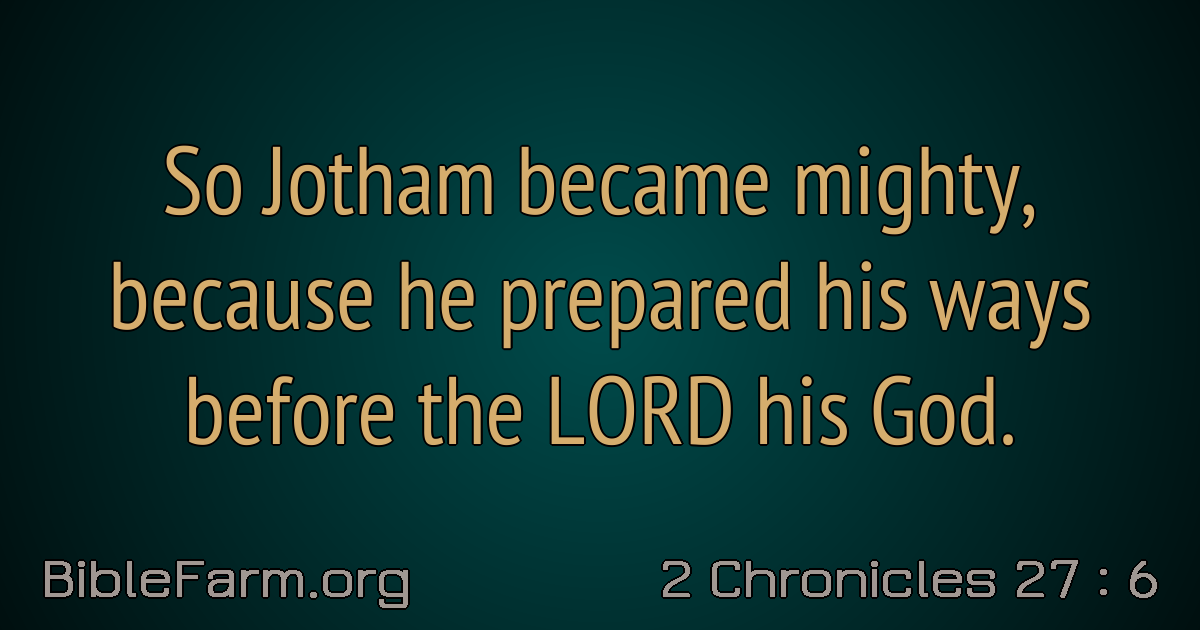 So Jotham became mighty,
because he prepared his ways
before the LORD his God.
BibleFarm.org
2 Chronicles 27 : 6